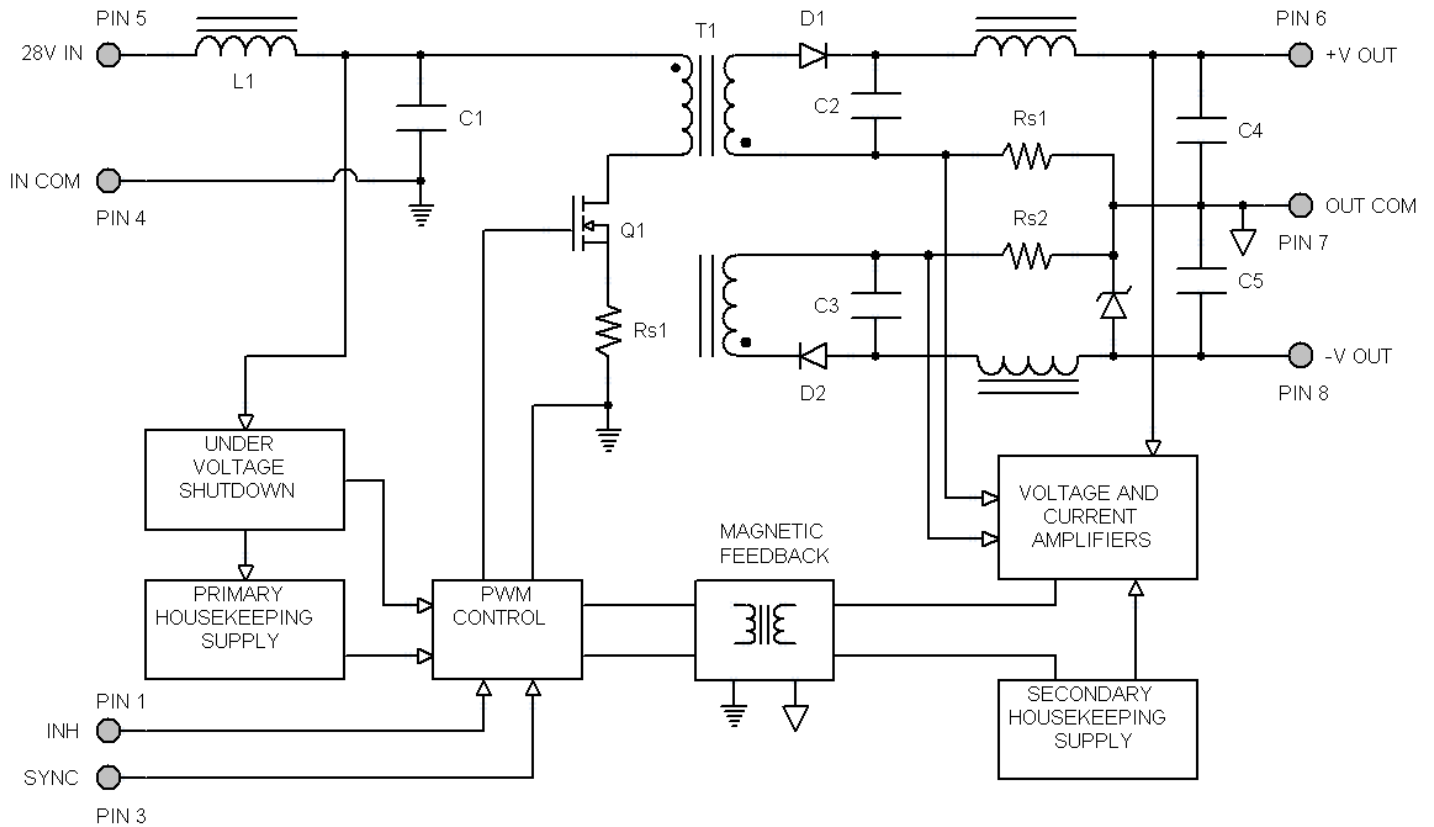 PIN 5
28V IN
L1
C1
IN COM
PIN 4
T1
D1
C2
Rs1
PIN 6
+V OUT
C4
OUT COM
PIN 7
Rs2
Q1
C3
C5
Rs1
D2
-V OUT
PIN 8
UNDER
VOLTAGE
SHUTDOWN
VOLTAGE AND
CURRENT
AMPLIFIERS
MAGNETIC
FEEDBACK
PRIMARY
HOUSEKEEPING
SUPPLY
PWM
CONTROL
SECONDARY
HOUSEKEEPING
SUPPLY
PIN 1
INH
SYNC
PIN 3